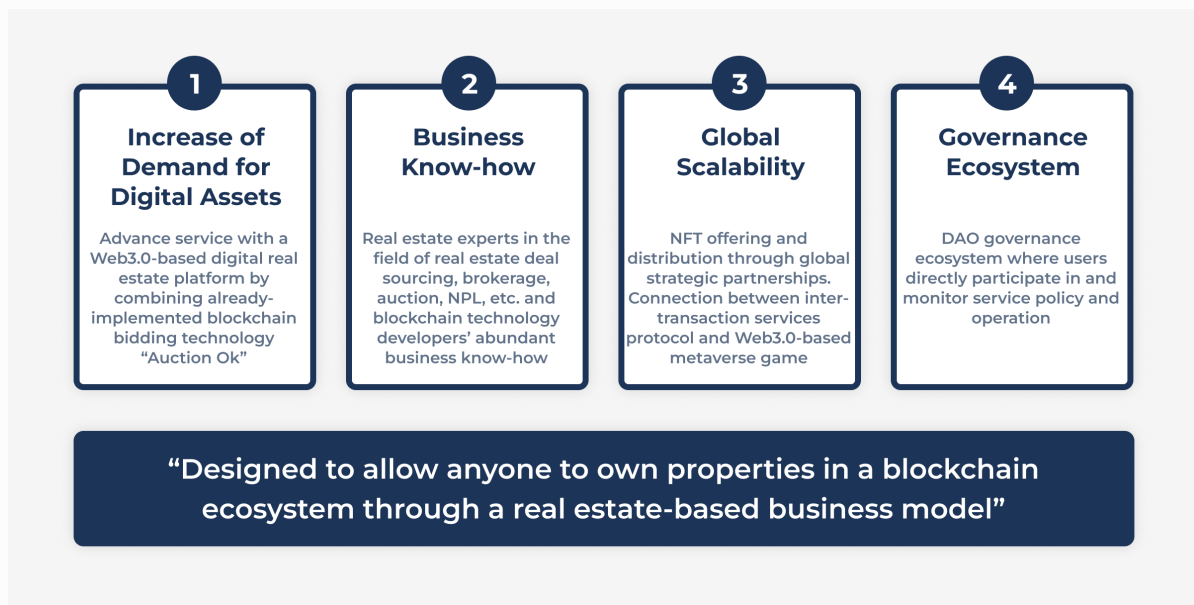 1
Increase of
Demand for
Digital Assets
Advance service with a
Web3.0-based digital real
estate platform by
combining already-
implemented blockchain
bidding technology
“Auction Ok”
2
Business
Know-how
Real estate experts in the
field of real estate deal
sourcing, brokerage,
auction, NPL, etc. and
blockchain technology
developers’ abundant
business know-how
3
Global
Scalability
NFT offering and
distribution through global
strategic partnerships.
Connection between inter-
transaction services
protocol and Web3.0-based
metaverse game
4
Governance
Ecosystem
DAO governance
ecosystem where users
directly participate in and
monitor service policy and
operation
“Designed to allow anyone to own properties in a blockchain
ecosystem through a real estate-based business model”